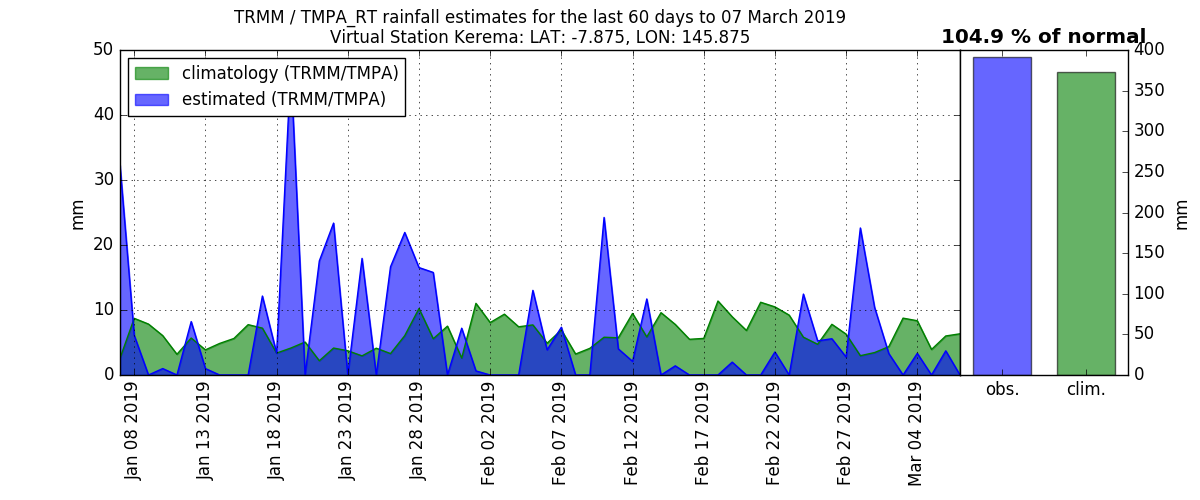 TRMM / TMPA_RT rainfall estimates for the last 60 days to 07 March 2019
Virtual Station Kerema: LAT: -7.875, LON: 145.875
104.9 % of normal
climatology (TRMM/TMPA)
estimated (TRMM/TMPA)
mm
50
40
30
20
10
0
Jan 08 2019
Jan 13 2019
Jan 18 2019
Jan 23 2019
Jan 28 2019
Feb 02 2019
Feb 07 2019
Feb 12 2019
Feb 17 2019
Feb 22 2019
Feb 27 2019
Mar 04 2019
obs.
clim.
400
350
300
250
200
150
100
50
0
mm